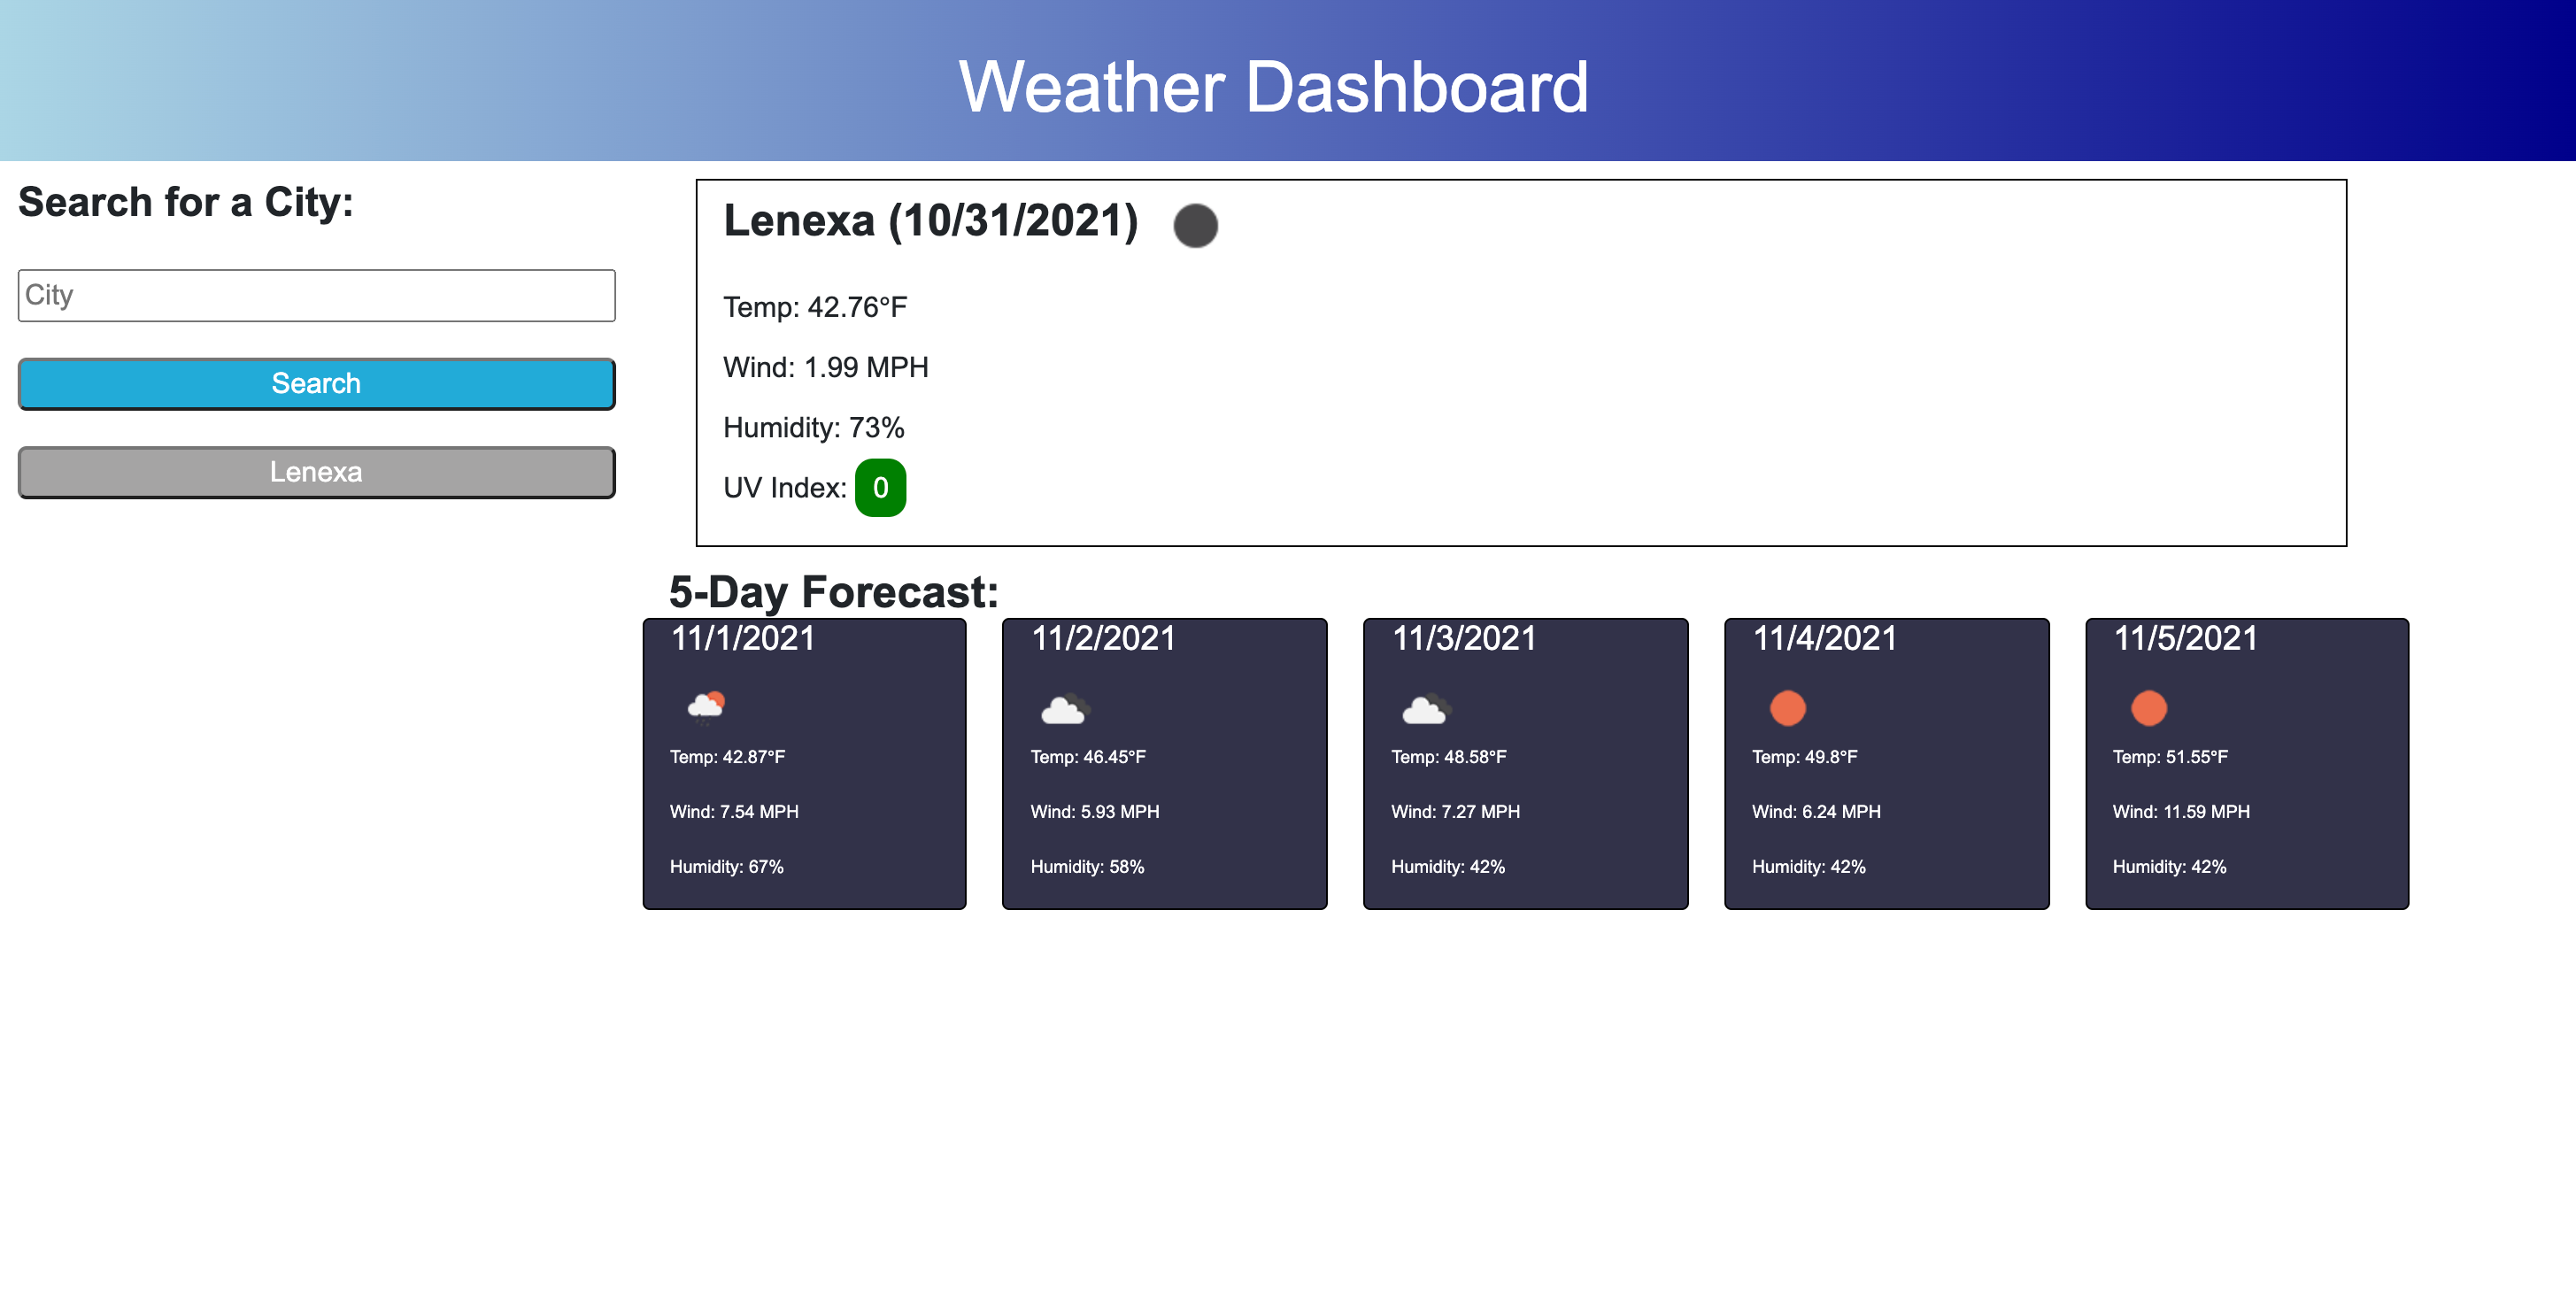 Weather Dashboard
Search for a City:
City
Search
Lenexa
Lenexa (10/31/2021)
Temp: 42.76°F
Wind: 1.99 MPH
Humidity: 73%
UV Index: 0
5-Day Forecast:
11/1/2021
Temp: 42.87°F
Wind: 7.54 MPH
Humidity: 67%
11/2/2021
Temp: 46.45°F
Wind: 5.93 MPH
Humidity: 58%
11/3/2021
Temp: 48.58°F
Wind: 7.27 MPH
Humidity: 42%
11/4/2021
Temp: 49.8°F
Wind: 6.24 MPH
Humidity: 42%
11/5/2021
Temp: 51.55°F
Wind: 11.59 MPH
Humidity: 42%